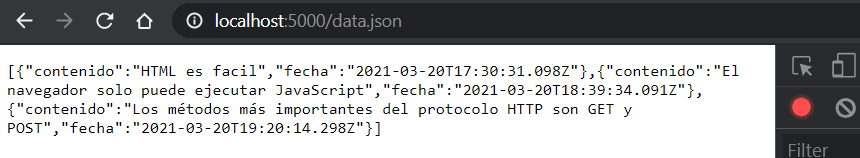 localhost:5000/data.json
[{"contenido":"HTML es facil","fecha":"2021-03-20T17:30:31.098Z"},{"contenido":"El
navegador solo puede ejecutar JavaScript","fecha":"2021-03-20T18:39:34.091Z"},
{"contenido":"Los métodos más importantes del protocolo HTTP son GET y
POST","fecha":"2021-03-20T19:20:14.298Z"}]
Filter